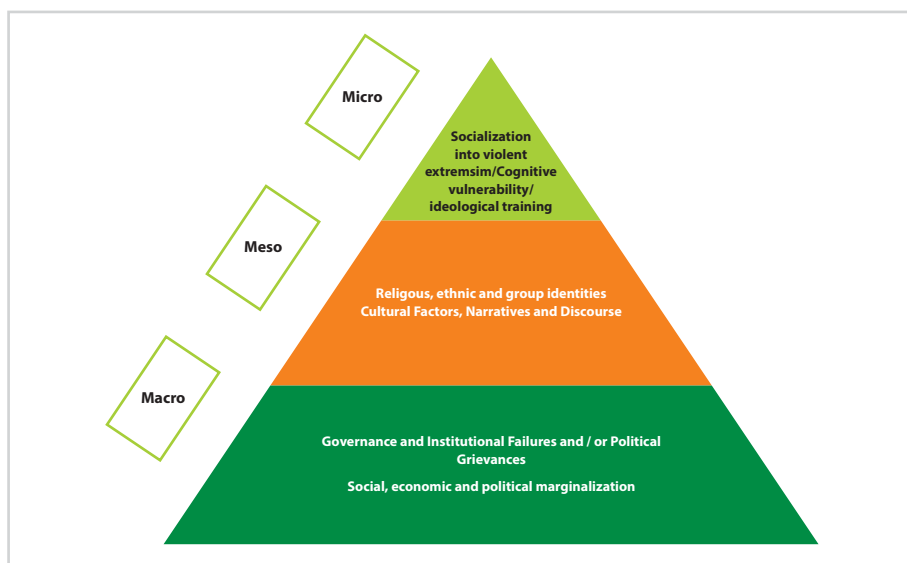 Micro
Socialization
into violent
extremsim/Cognitive
vulnerability/
ideological training
Meso
Religous, ethnic and group identities
Cultural Factors, Narratives and Discourse
Macro
Governance and Institutional Failures and / or Political
Grievances
Social, economic and political marginalization